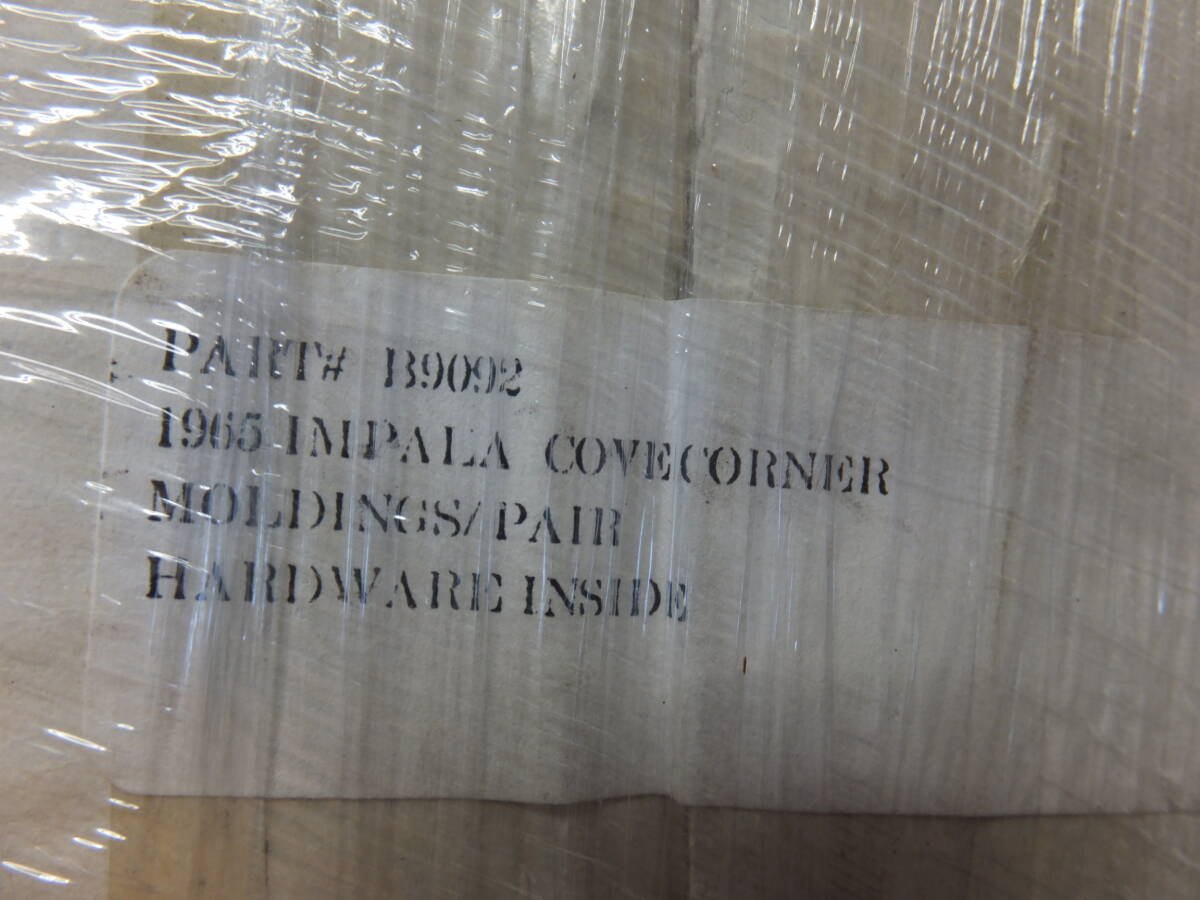 PART# B9092
1965 IMPALA COVECORNER
MOLDINGS/PAIR
HARDWARE INSIDE